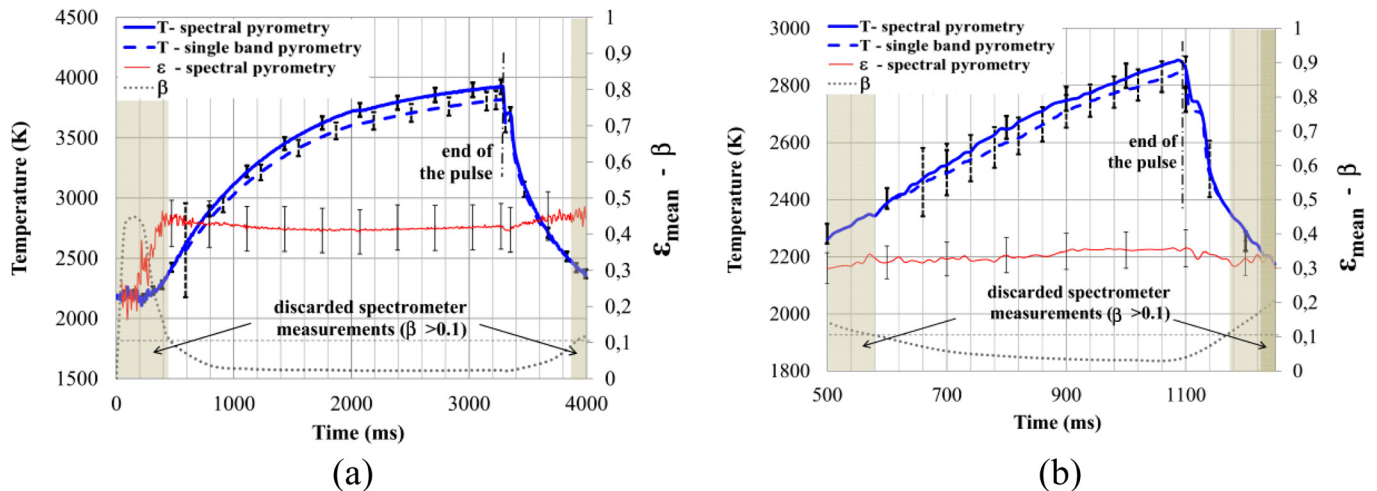 T- spectral pyrometry
T - single band pyrometry
ε - spectral pyrometry
β
4500
4000
3500
3000
2500
2000
1500
Temperature (K)
1
0,9
0,8
0,7
0,6
0,5
0,4
0,3
0,2
0,1
0
ε mean - β
end of
the pulse
discarded spectrometer
measurements (β >0.1)
0
1000
2000
3000
4000
Time (ms)
(a)
T- spectral pyrometry
T - single band pyrometry
ε - spectral pyrometry
β
3000
2800
2600
2400
2200
2000
1800
Temperature (K)
1
0,9
0,8
0,7
0,6
0,5
0,4
0,3
0,2
0,1
0
ε mean - β
end of
the pulse
discarded spectrometer
measurements (β >0.1)
500
700
900
1100
Time (ms)
(b)